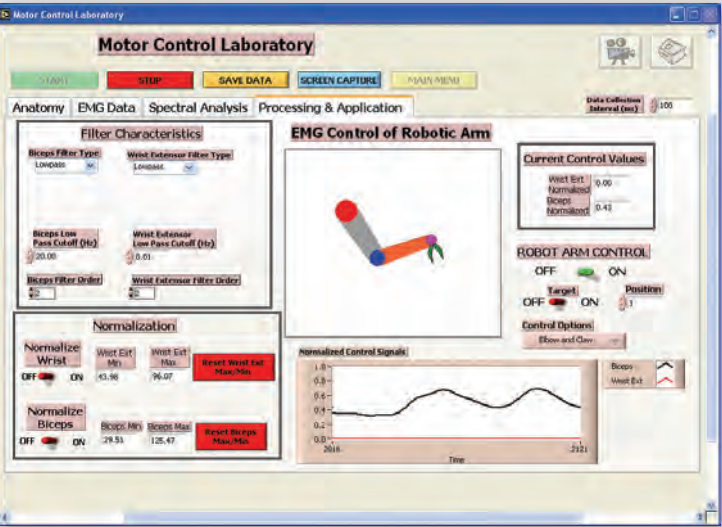 Motor Control Laboratory
Motor Control Laboratory
START STOP SAVE DATA SCREEN CAPTURE MAIN MENU
Anatomy EMG Data Spectral Analysis Processing & Application
Data Collection
Interval (ms) 100
Filter Characteristics
Biceps Filter Type Wrist Extensor Filter Type
Lowpass Lowpass
Biceps Low
Pass Cutoff (Hz)
Wrist Extensor
Low Pass Cutoff (Hz)
20.00 0.01
Biceps Filter Order Wrist Extensor Filter Order
2 2
Normalization
Normalize
Wrist
OFF ON
Wrist Ext
Min
43.98
Wrist Ext
Max
96.07
Reset Wrist Ext
Max/Min
Normalize
Biceps
OFF ON
Biceps Min
29.51
Biceps Max
125.47
Reset Biceps
Max/Min
EMG Control of Robotic Arm
Current Control Values
Wrist Ext
Normalized 0.00
Biceps
Normalized 0.43
ROBOT ARM CONTROL
OFF ON
Target
OFF ON
Position
1
Control Options
Elbow and Claw
Normalized Control Signals
1.0
0.8
0.6
0.4
0.2
0.0
2016 2121
Time
Biceps
Wrist Ext